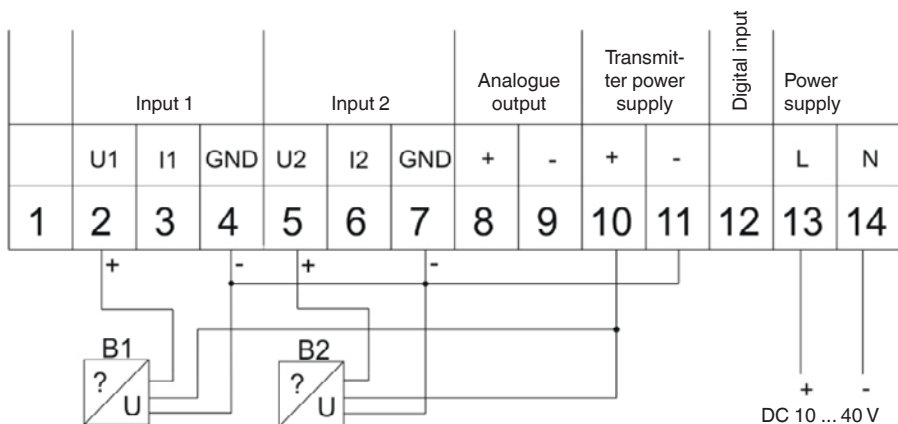 Input 1
Input 2
Analogue
output
Transmit-
ter power
supply
Digital input
Power
supply
U1 I1 GND U2 I2 GND + - + - L N
1 2 3 4 5 6 7 8 9 10 11 12 13 14
+ - + -
B1 B2
? U ? U
+ -
DC 10 ... 40 V